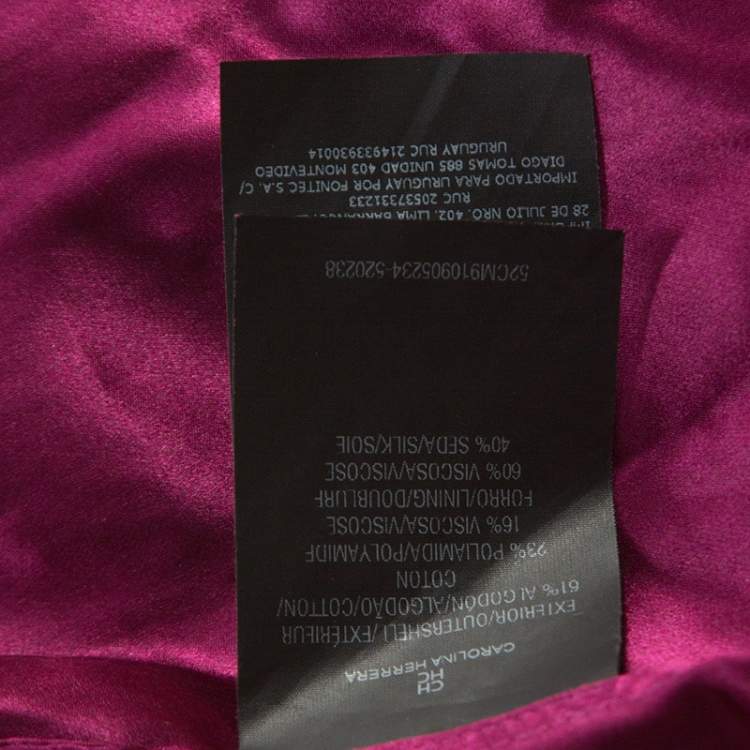 CH
HC
CAROLINA HERRERA
EXTERIOR/OUTERSHELL/EXTÉRIEUR
61% ALGODÓN/ALGODÃO/COTTON/
COTON
23% POLIAMIDA/POLYAMIDE
16% VISCOSA/VISCOSE
FORRO/LINING/DOUBLURE
60% VISCOSA/VISCOSE
40% SEDA/SILK/SOIE
52CM910905234-520238
28 DE JULIO NRO. 402, LIMA
RUC 20537331233
IMPORTADO PARA URUGUAY POR FONITEC S.A. C/
DIAGO TOMAS 885 UNIDAD 403 MONTEVIDEO
URUGUAY RUC 214933930014